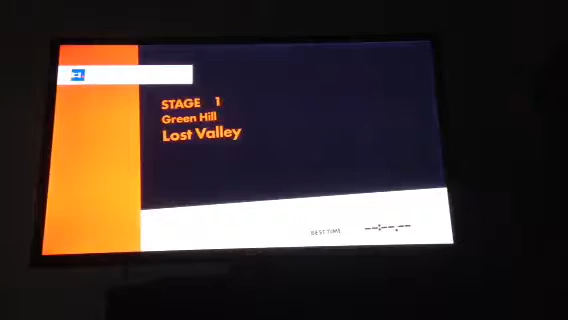 STAGE 1
Green Hill
Lost Valley
BEST TIME --:--.--